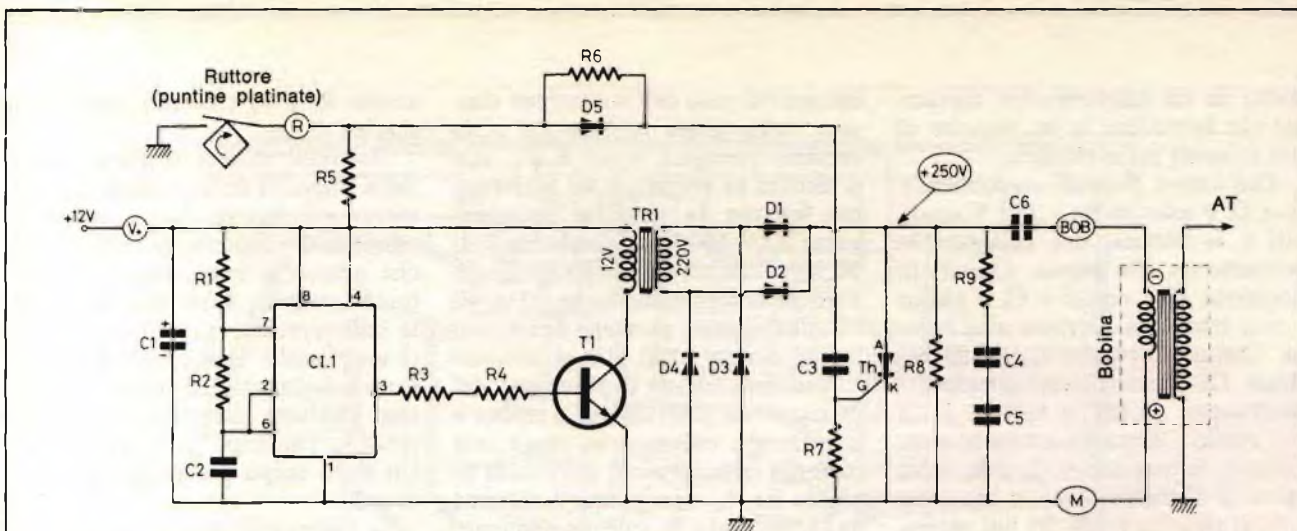 Ruttore
(puntine platinate)
R
R6
D5
R5
+12V
V+
TR1
12V
220V
D1
D2
+250V
C6
BOB
AT
R1
7
8
4
C1
+
-
R2
2
6
CI.1
3
R3
R4
T1
D4
D3
C3
A
Th
G
K
R7
R8
R9
C4
C5
Bobina
-
+
C2
1
M